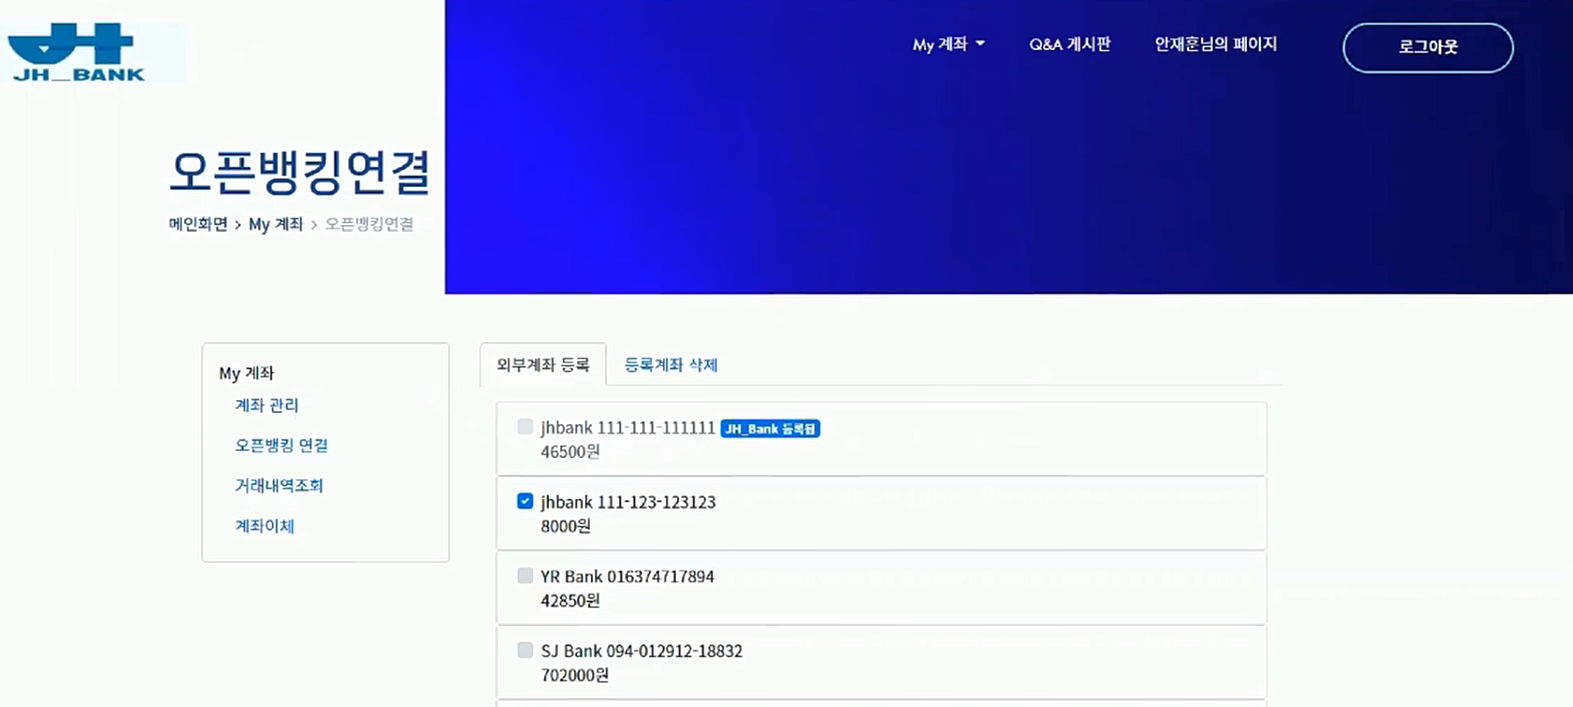 JH_BANK
My 계좌
Q&A 게시판
안재훈님의 페이지
로그아웃
오픈뱅킹연결
메인화면 > My 계좌 > 오픈뱅킹연결
My 계좌
계좌 관리
오픈뱅킹 연결
거래내역조회
계좌이체
외부계좌 등록
등록계좌 삭제
jhbank 111-111-111111 JH_Bank 등록됨
46500원
jhbank 111-123-123123
8000원
YR Bank 016374717894
42850원
SJ Bank 094-012912-18832
702000원